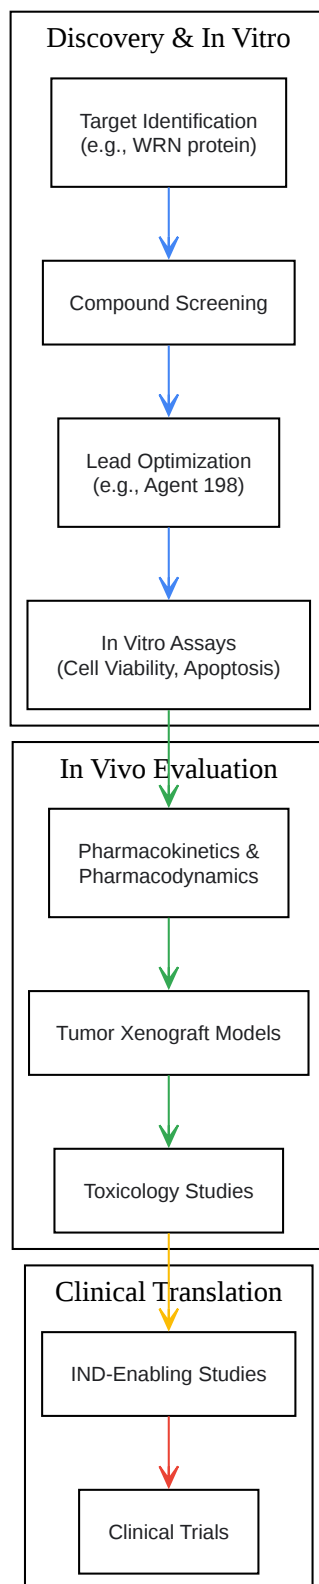 Discovery & In Vitro
Target Identification
(e.g., WRN protein)
Compound Screening
Lead Optimization
(e.g., Agent 198)
In Vitro Assays
(Cell Viability, Apoptosis)
In Vivo Evaluation
Pharmacokinetics &
Pharmacodynamics
Tumor Xenograft Models
Toxicology Studies
Clinical Translation
IND-Enabling Studies
Clinical Trials